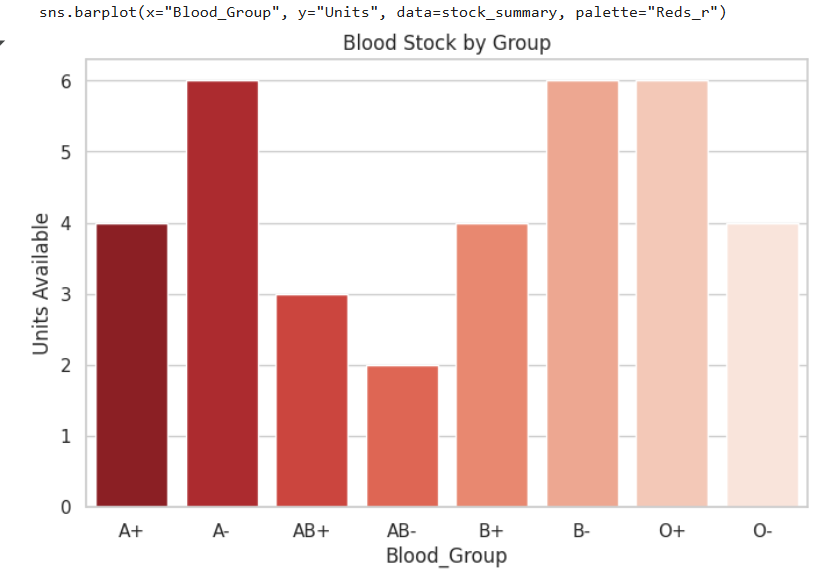 sns.barplot(x="Blood_Group", y="Units", data=stock_summary, palette="Reds_r")
Blood Stock by Group
Units Available
6
5
4
3
2
1
0
A+ A- AB+ AB- B+ B- O+ O-
Blood_Group